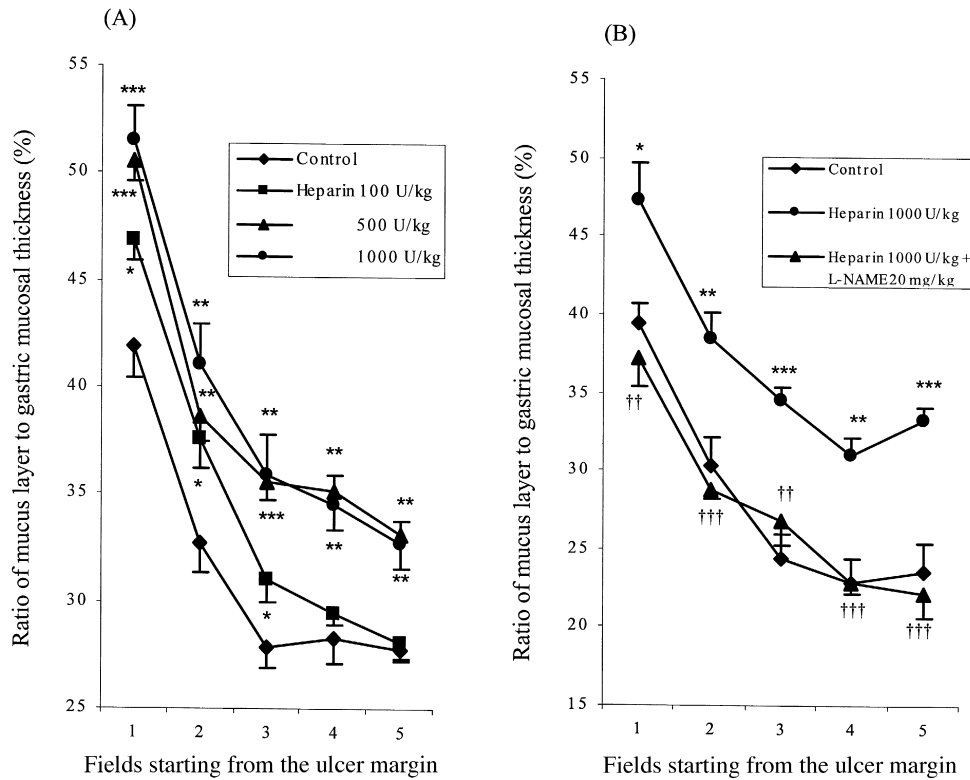 (A)
Ratio of mucus layer to gastric mucosal thickness (%)
55
50
45
40
35
30
25
***
***
*
**
**
*
**
***
*
**
**
**
**
Control
Heparin 100 U/kg
500 U/kg
1000 U/kg
1 2 3 4 5
Fields starting from the ulcer margin
(B)
Ratio of mucus layer to gastric mucosal thickness (%)
55
50
45
40
35
30
25
20
15
*
**
***
**
***
††
†††
††
†††
†††
Control
Heparin 1000 U/kg
Heparin 1000 U/kg +
L-NAME 20 mg/kg
1 2 3 4 5
Fields starting from the ulcer margin